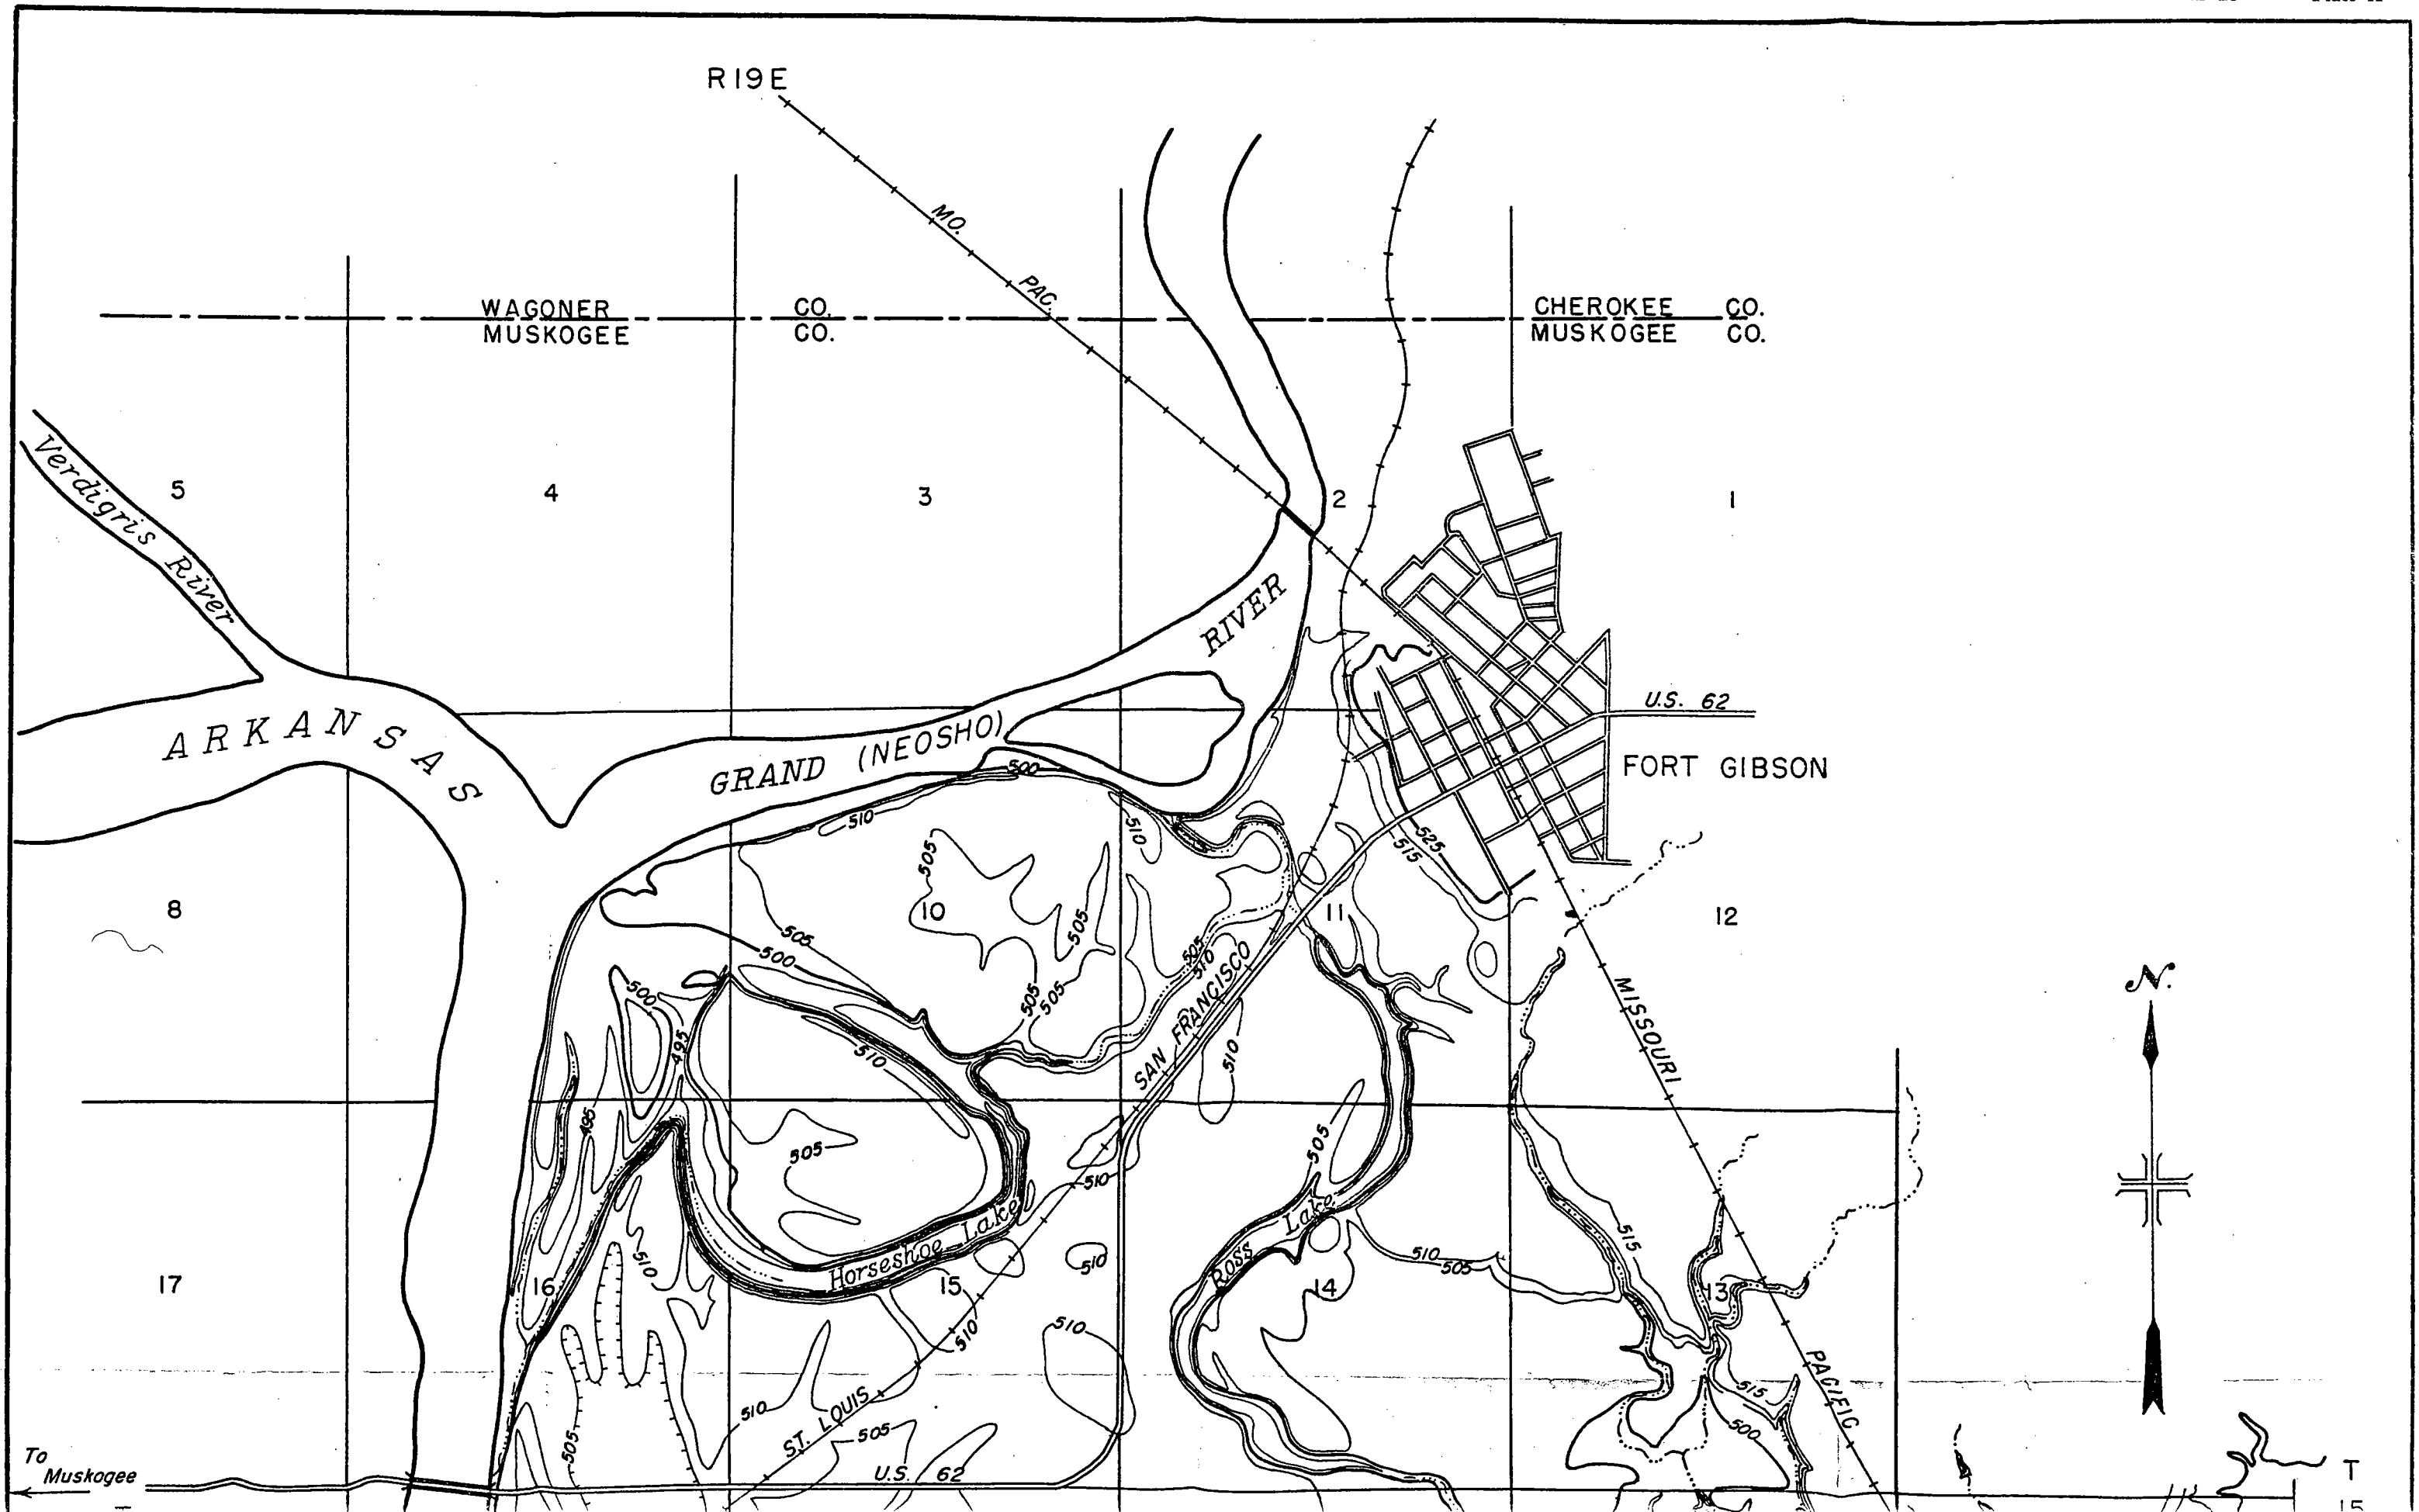 R19E
MO.
PAC.
WAGONER CO.
MUSKOGEE CO.
CHEROKEE CO.
MUSKOGEE CO.
Verdigris River
5
4
3
2
1
RIVER
U.S. 62
ARKANSAS
GRAND (NEOSHO)
500
FORT GIBSON
510
510
525
515
505
8
10
505
11
12
505
500
505
510
SAN FRANCISCO
N.
500
495
510
505
505
510
MISSOURI
495
505
505
510
Horseshoe Lake
Ross Lake
515
510
510
505
510
17
16
15
14
13
510
510
PACIFIC
515
510
ST. LOUIS
505
505
500
To
Muskogee
U.S. 62
T
15